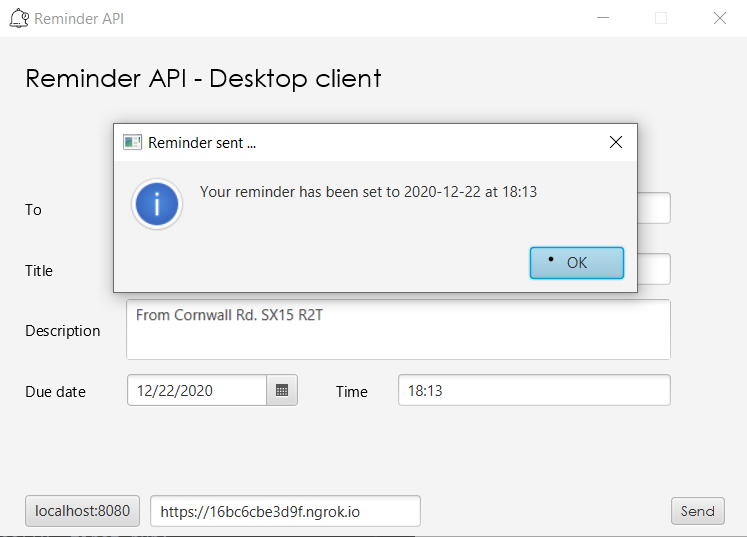 Reminder API
Reminder API - Desktop client
Reminder sent ...
Your reminder has been set to 2020-12-22 at 18:13
OK
To
Title
Description
From Cornwall Rd. SX15 R2T
Due date
12/22/2020
Time
18:13
localhost:8080
https://16bc6cbe3d9f.ngrok.io
Send